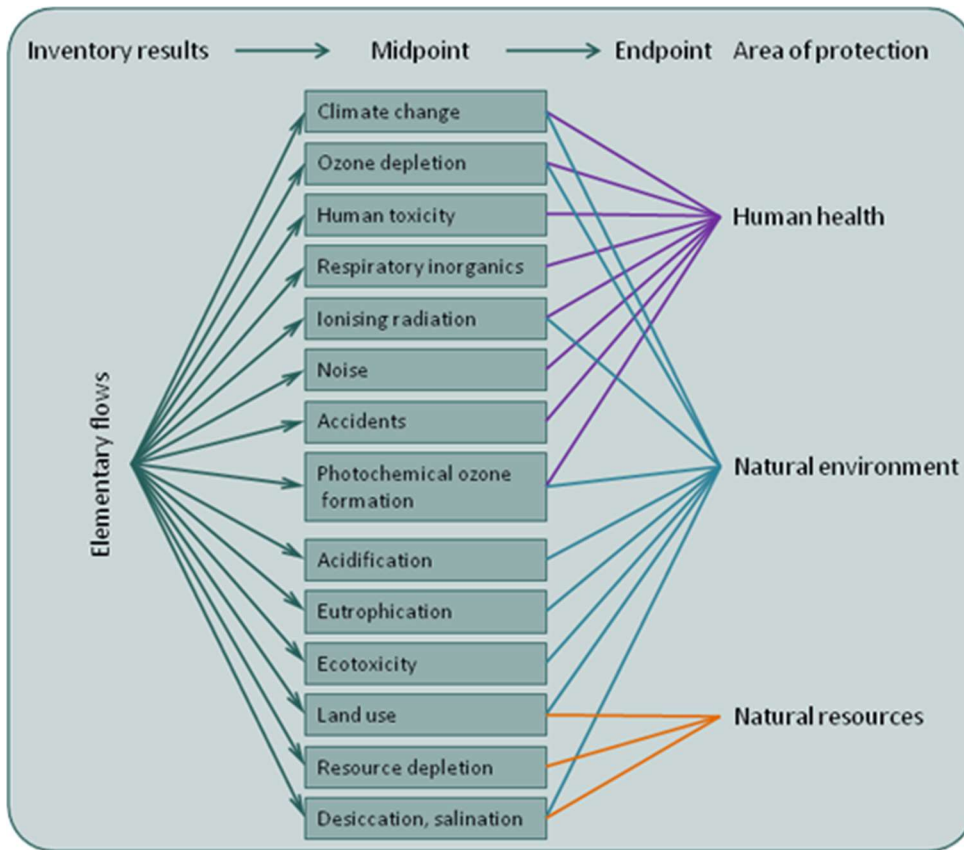 Inventory results
Midpoint
Endpoint
Area of protection
Climate change
Ozone depletion
Human toxicity
Respiratory inorganics
Ionising radiation
Noise
Accidents
Photochemical ozone
formation
Acidification
Eutrophication
Ecotoxicity
Land use
Resource depletion
Desiccation, salination
Elementary flows
Human health
Natural environment
Natural resources